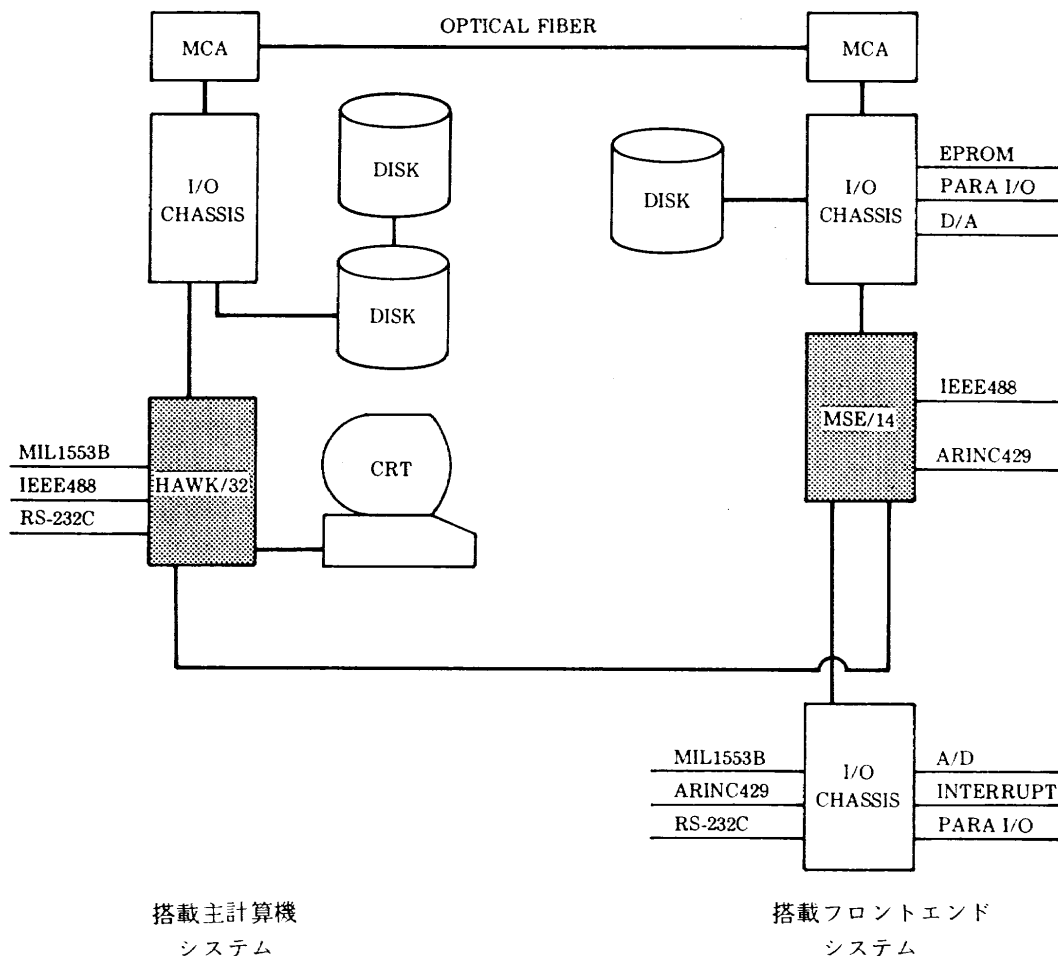 OPTICAL FIBER
MCA
MCA
I/O
CHASSIS
DISK
DISK
DISK
I/O
CHASSIS
EPROM
PARA I/O
D/A
MIL1553B
IEEE488
RS-232C
HAWK/32
CRT
MSE/14
IEEE488
ARINC429
MIL1553B
ARINC429
RS-232C
I/O
CHASSIS
A/D
INTERRUPT
PARA I/O
搭載主計算機
システム
搭載フロントエンド
システム